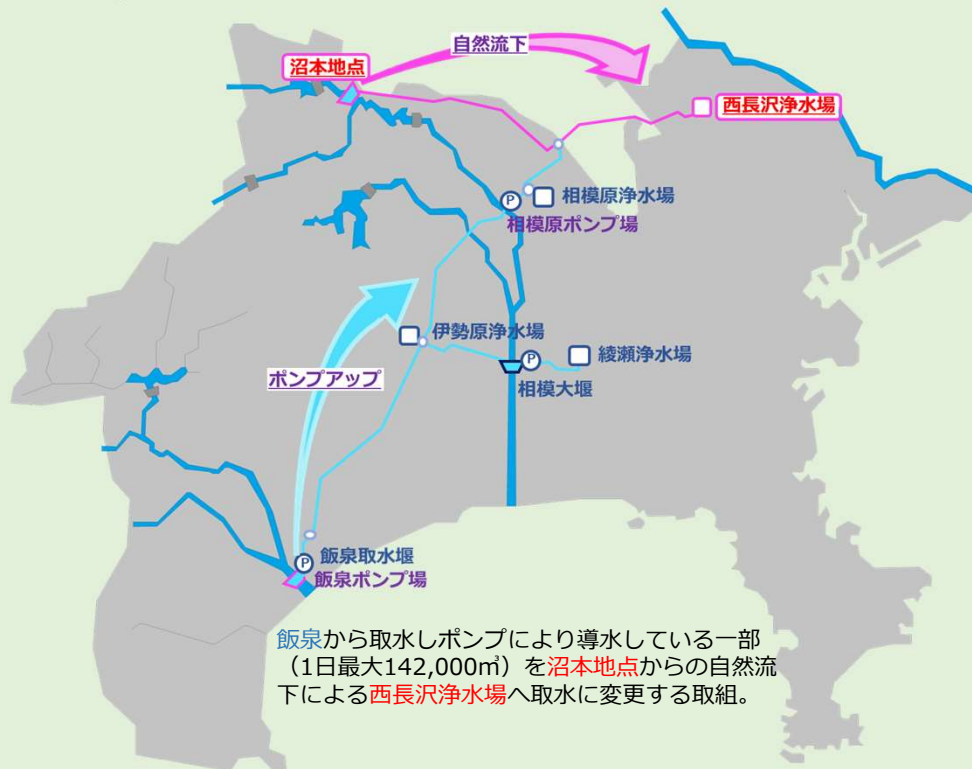 自然流下
沼本地点
西長沢浄水場
P
相模原浄水場
相模原ポンプ場
伊勢原浄水場
P
綾瀬浄水場
ポンプアップ
相模大堰
P
飯泉取水堰
飯泉ポンプ場
飯泉から取水しポンプにより導水している一部
（1日最大142,000㎥）を沼本地点からの自然流
下による西長沢浄水場へ取水に変更する取組。